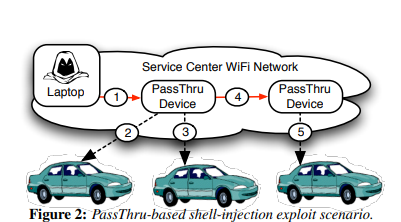 Service Center WiFi Network
Laptop
1
PassThru
Device
4
PassThru
Device
2
3
5
Figure 2: PassThru-based shell-injection exploit scenario.